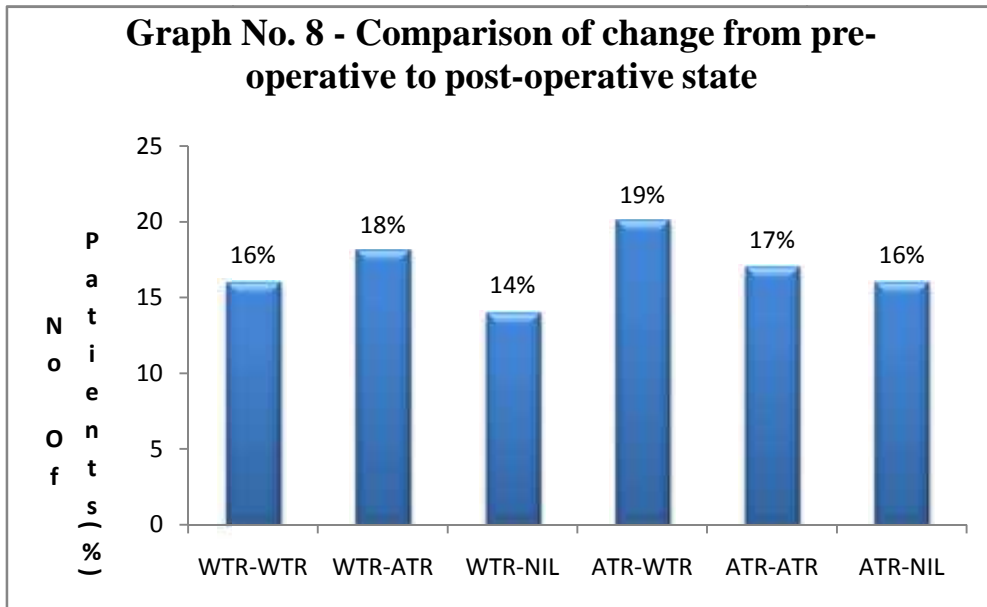 Graph No. 8 - Comparison of change from pre-
operative to post-operative state
No Of
Patients(%)
25
20
15
10
5
0
16%
18%
14%
19%
17%
16%
WTR-WTR WTR-ATR WTR-NIL ATR-WTR ATR-ATR ATR-NIL